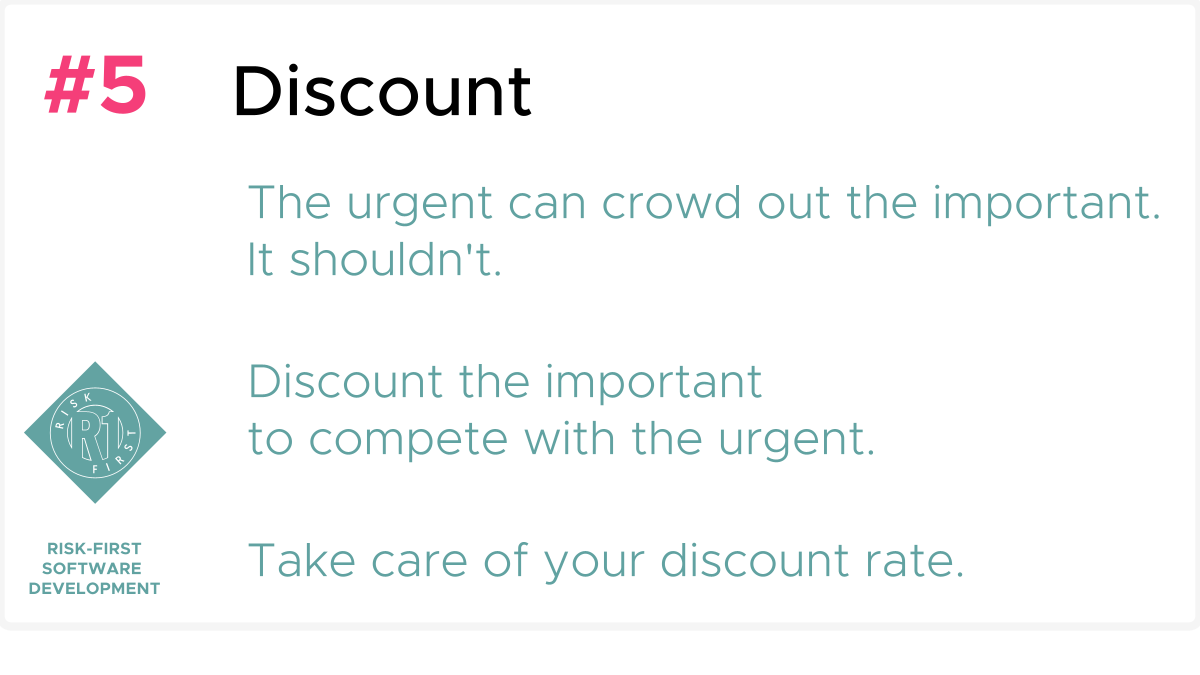 #5 Discount
The urgent can crowd out the important.
It shouldn't.
Discount the important
to compete with the urgent.
Take care of your discount rate.
RISK
R1
FIRST
RISK-FIRST
SOFTWARE
DEVELOPMENT